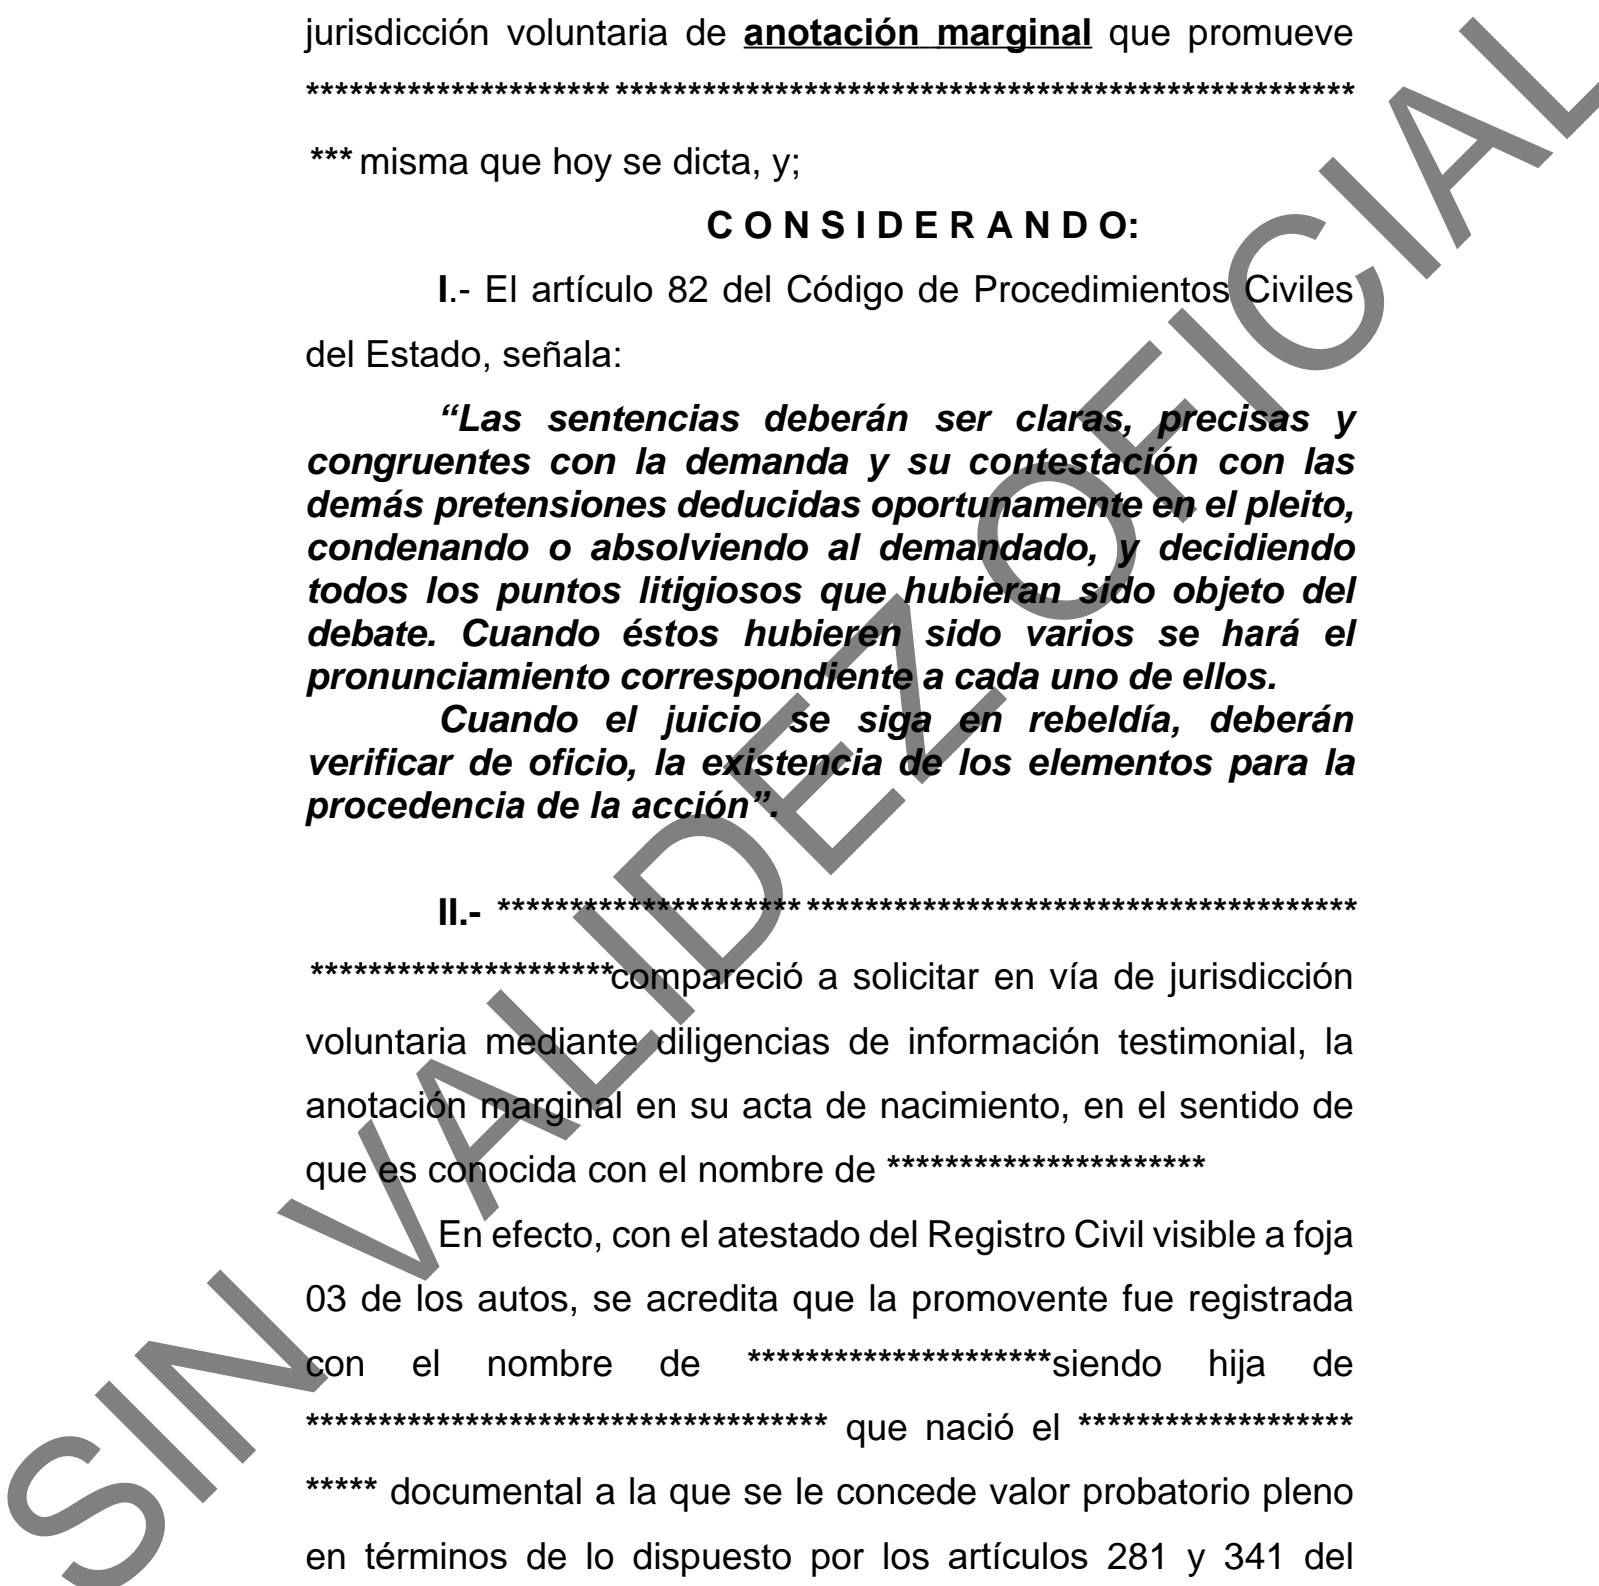 jurisdicción voluntaria de anotación marginal que promueve
********************* ***************************************************
*** misma que hoy se dicta, y;
C O N S I D E R A N D O:
I.- El artículo 82 del Código de Procedimientos Civiles
del Estado, señala:
“Las sentencias deberán ser claras, precisas y
congruentes con la demanda y su contestación con las
demás pretensiones deducidas oportunamente en el pleito,
condenando o absolviendo al demandado, y decidiendo
todos los puntos litigiosos que hubieran sido objeto del
debate. Cuando éstos hubieren sido varios se hará el
pronunciamiento correspondiente a cada uno de ellos.
Cuando el juicio se siga en rebeldía, deberán
verificar de oficio, la existencia de los elementos para la
procedencia de la acción”.
II.- ********************* **************************************
*********************compareció a solicitar en vía de jurisdicción
voluntaria mediante diligencias de información testimonial, la
anotación marginal en su acta de nacimiento, en el sentido de
que es conocida con el nombre de **********************
En efecto, con el atestado del Registro Civil visible a foja
03 de los autos, se acredita que la promovente fue registrada
con el nombre de *********************siendo hija de
************************************ que nació el *******************
***** documental a la que se le concede valor probatorio pleno
en términos de lo dispuesto por los artículos 281 y 341 del
SIN VALIDEZ OFICIAL